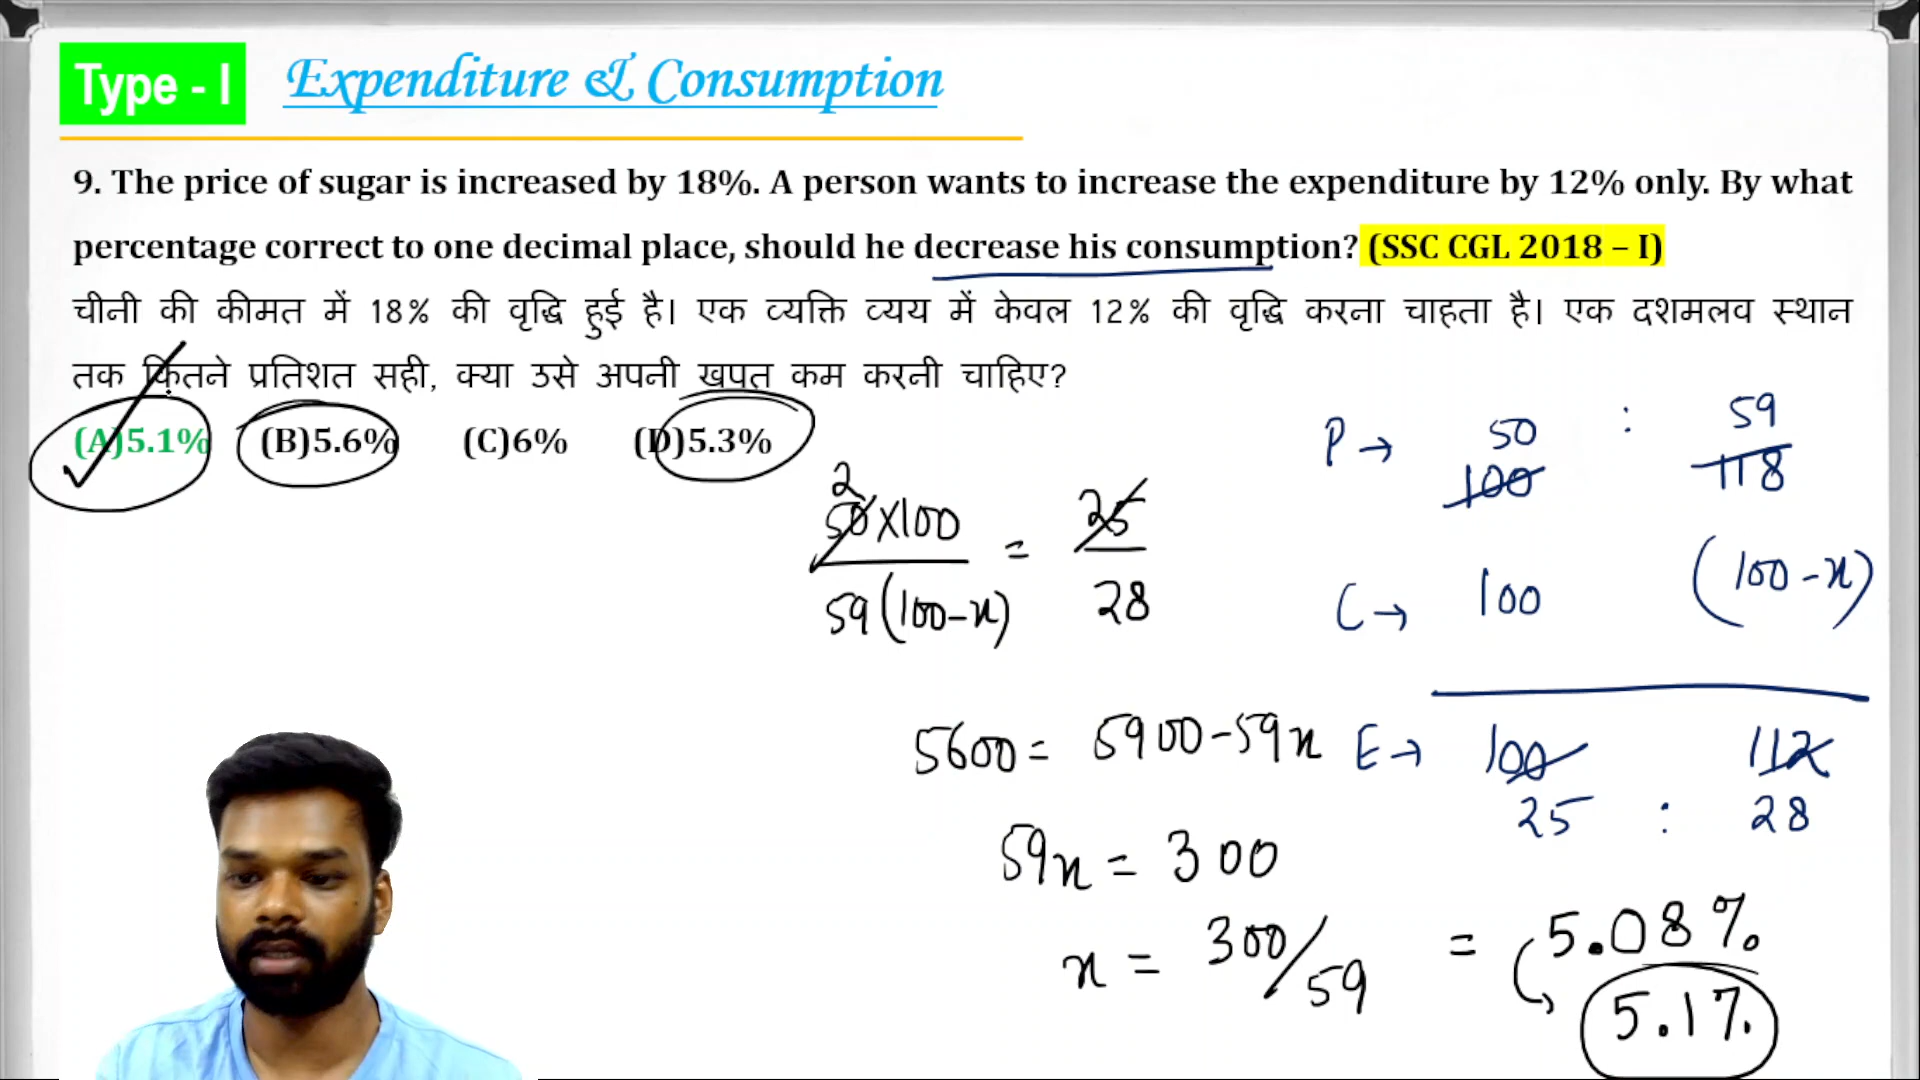 Type - I Expenditure & Consumption
9. The price of sugar is increased by 18%. A person wants to increase the expenditure by 12% only. By what
percentage correct to one decimal place, should he decrease his consumption? (SSC CGL 2018 – I)
चीनी की कीमत में 18% की वृद्धि हुई है। एक व्यक्ति व्यय में केवल 12% की वृद्धि करना चाहता है। एक दशमलव स्थान
तक कितने प्रतिशत सही, क्या उसे अपनी खपत कम करनी चाहिए?
(A)5.1% (B)5.6% (C)6% (D)5.3%
P → 50 : 59
100 118
2
50×100 = 25
59(100-x) 28
C → 100 (100-x)
5600 = 5900-59x
E → 100 112
25 : 28
59x = 300
x = 300/59 = 5.08%
5.1%